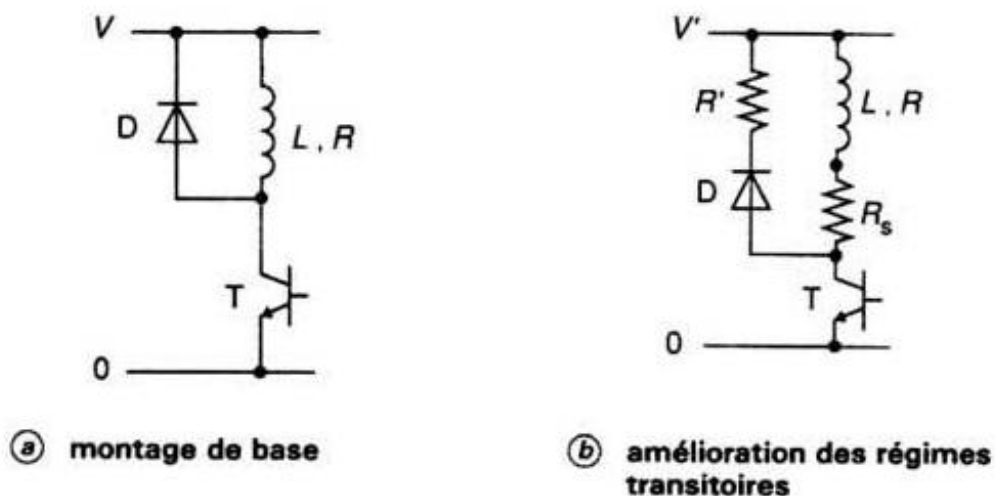 V
D
L , R
T
0
ⓐ montage de base
V'
R'
L , R
D
Rs
T
0
ⓑ amélioration des régimes
transitoires